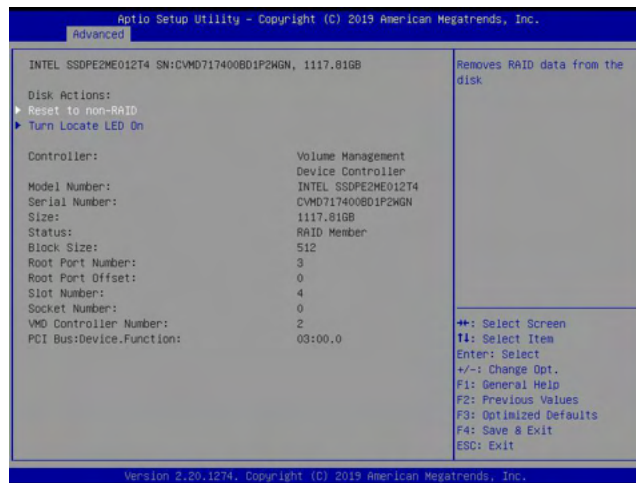 Aptio Setup Utility - Copyright (C) 2019 American Megatrends, Inc.
Advanced
INTEL SSDPE2ME012T4 SN:CVMD717400BD1P2WGN, 1117.81GB
Disk Actions:
Reset to non-RAID
Turn Locate LED On
Controller: Volume Management
Device Controller
Model Number: INTEL SSDPE2ME012T4
Serial Number: CVMD717400BD1P2WGN
Size: 1117.81GB
Status: RAID Member
Block Size: 512
Root Port Number: 3
Root Port Offset: 0
Slot Number: 4
Socket Number: 0
VMD Controller Number: 2
PCI Bus:Device.Function: 03:00.0
Removes RAID data from the
disk
→←: Select Screen
↑↓: Select Item
Enter: Select
+/-: Change Opt.
F1: General Help
F2: Previous Values
F3: Optimized Defaults
F4: Save & Exit
ESC: Exit
Version 2.20.1274. Copyright (C) 2019 American Megatrends, Inc.